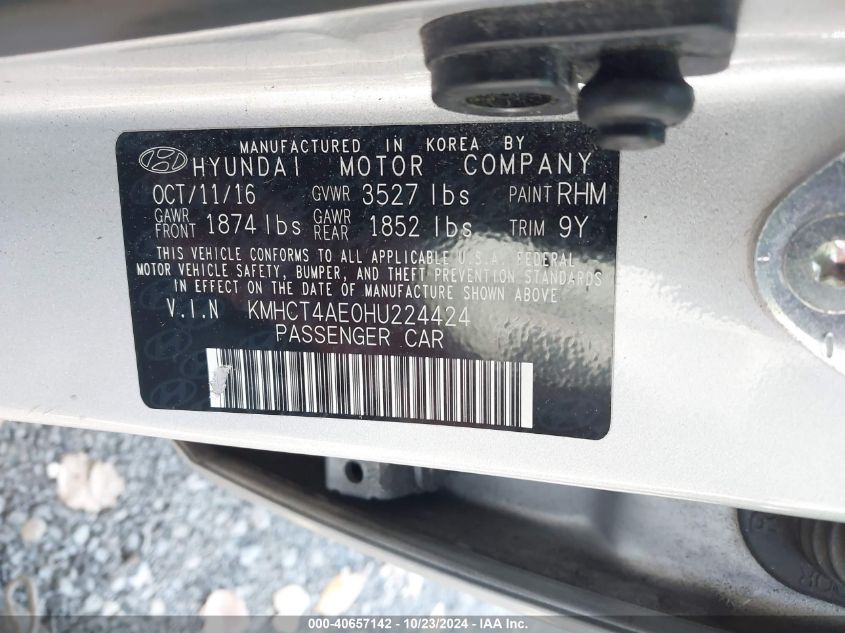 MANUFACTURED IN KOREA BY
HYUNDAI MOTOR COMPANY
OCT/11/16 GVWR 3527 lbs PAINT RHM
GAWR FRONT 1874 lbs GAWR REAR 1852 lbs TRIM 9Y
THIS VEHICLE CONFORMS TO ALL APPLICABLE U.S.A. FEDERAL
MOTOR VEHICLE SAFETY, BUMPER, AND THEFT PREVENTION STANDARDS
IN EFFECT ON THE DATE OF MANUFACTURE SHOWN ABOVE
V.I.N KMHCT4AE0HU224424
PASSENGER CAR
000-40657142 - 10/23/2024 - IAA Inc.